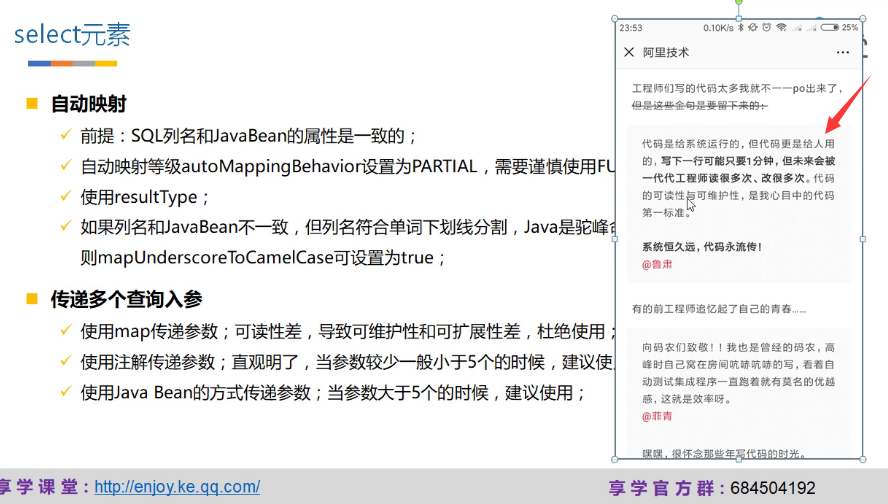 select元素
自动映射
前提：SQL列名和JavaBean的属性是一致的；
自动映射等级autoMappingBehavior设置为PARTIAL，需要谨慎使用FU
使用resultType；
如果列名和JavaBean不一致，但列名符合单词下划线分割，Java是驼峰
则mapUnderscoreToCamelCase可设置为true；
传递多个查询入参
使用map传递参数；可读性差，导致可维护性和可扩展性差，杜绝使用；
使用注解传递参数；直观明了，当参数较少一般小于5个的时候，建议使
使用Java Bean的方式传递参数；当参数大于5个的时候，建议使用；
23:53
0.10K/s
25%
阿里技术
工程师们写的代码太多我就不一一po出来了，
但是这些金句是要留下来的：
代码是给系统运行的，但代码更是给人用
的，写下一行可能只要1分钟，但未来会被
一代代工程师读很多次、改很多次。代码
的可读性与可维护性，是我心目中的代码
第一标准。
系统恒久远，代码永流传！
@鲁肃
有的前工程师追忆起了自己的青春……
向码农们致敬！！我也是曾经的码农，高
峰时自己窝在房间吭哧吭哧的写，看着自
动测试集成程序一直跑着就有莫名的优越
感，这就是效率呀。
@菲青
嘿嘿，很怀念那些年写代码的时光。
享学课堂：http://enjoy.ke.qq.com/
享学官方群：684504192